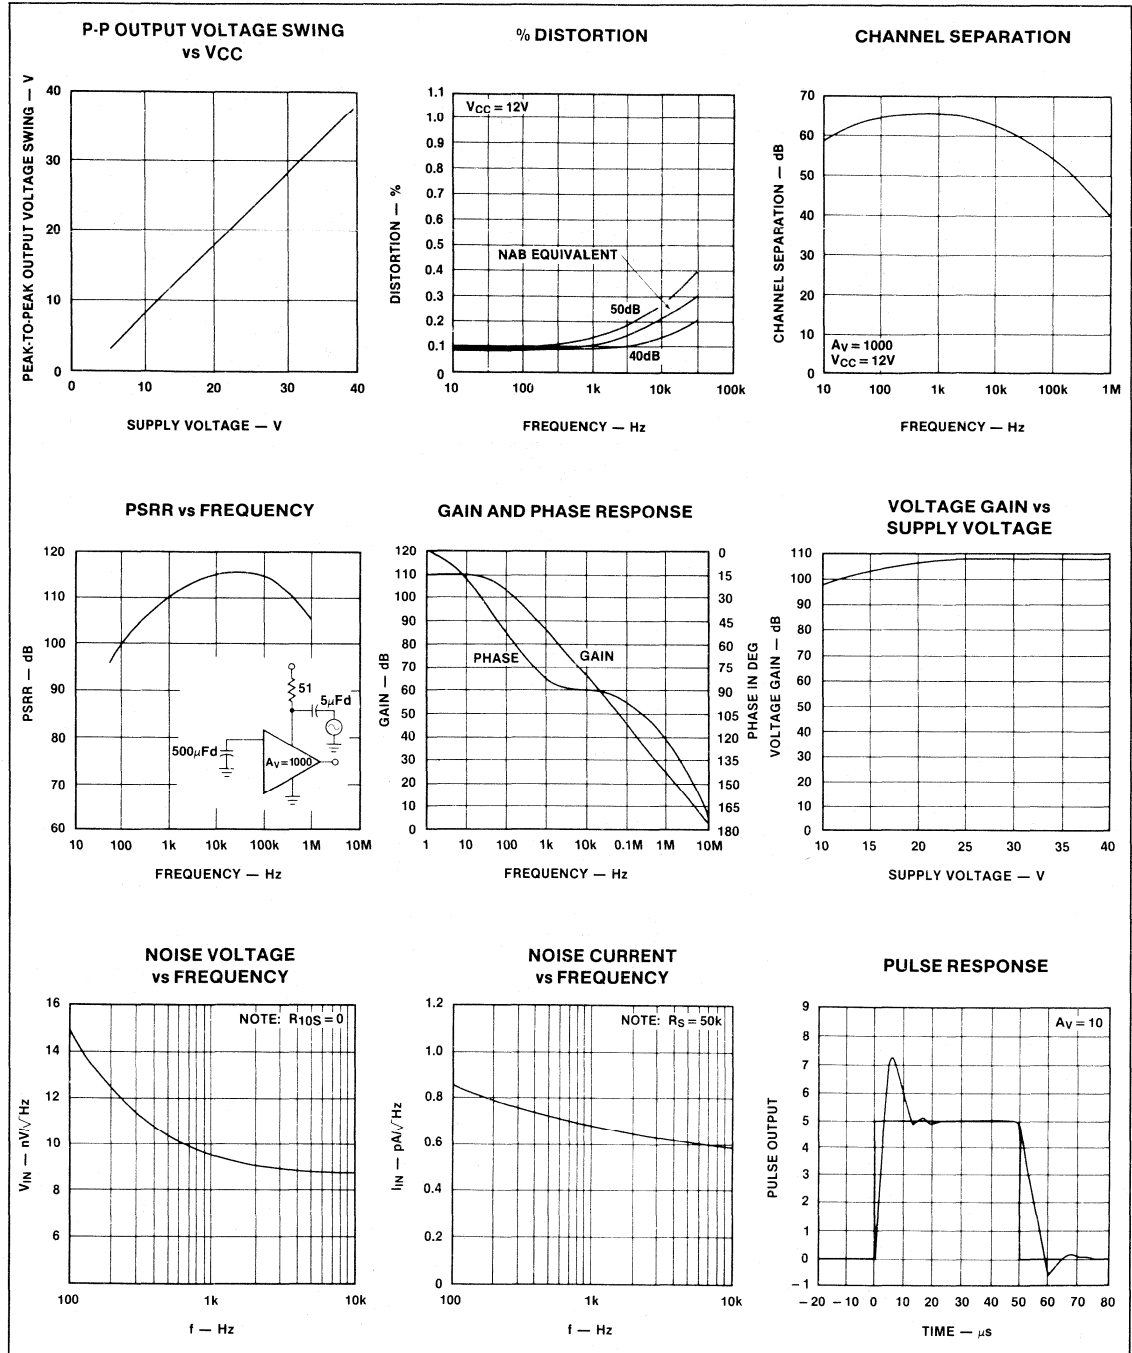 P-P OUTPUT VOLTAGE SWING
vs VCC
PEAK-TO-PEAK OUTPUT VOLTAGE SWING — V
40
30
20
10
0
0 10 20 30 40
SUPPLY VOLTAGE — V
% DISTORTION
DISTORTION — %
1.1
1.0
0.9
0.8
0.7
0.6
0.5
0.4
0.3
0.2
0.1
0
VCC = 12V
NAB EQUIVALENT
50dB
40dB
10 100 1k 10k 100k
FREQUENCY — Hz
CHANNEL SEPARATION
CHANNEL SEPARATION — dB
70
60
50
40
30
20
10
0
AV = 1000
VCC = 12V
10 100 1k 10k 100k 1M
FREQUENCY — Hz
PSRR vs FREQUENCY
PSRR — dB
120
110
100
90
80
70
60
51
5μFd
500μFd
AV = 1000
10 100 1k 10k 100k 1M 10M
FREQUENCY — Hz
GAIN AND PHASE RESPONSE
GAIN — dB
120
110
100
90
80
70
60
50
40
30
20
10
0
PHASE
GAIN
0
15
30
45
60
75
90
105
120
135
150
165
180
PHASE IN DEG
1 10 100 1k 10k 0.1M 1M 10M
FREQUENCY — Hz
VOLTAGE GAIN vs
SUPPLY VOLTAGE
VOLTAGE GAIN — dB
110
100
90
80
70
60
50
40
30
20
10
0
10 15 20 25 30 35 40
SUPPLY VOLTAGE — V
NOISE VOLTAGE
vs FREQUENCY
VIN — nV/√Hz
16
14
12
10
8
6
NOTE: R10S = 0
100 1k 10k
f — Hz
NOISE CURRENT
vs FREQUENCY
IIN — pA/√Hz
1.2
1.0
0.8
0.6
0.4
0.2
0
NOTE: RS = 50k
100 1k 10k
f — Hz
PULSE RESPONSE
PULSE OUTPUT
9
8
7
6
5
4
3
2
1
0
– 1
AV = 10
– 20 – 10 0 10 20 30 40 50 60 70 80
TIME — μs